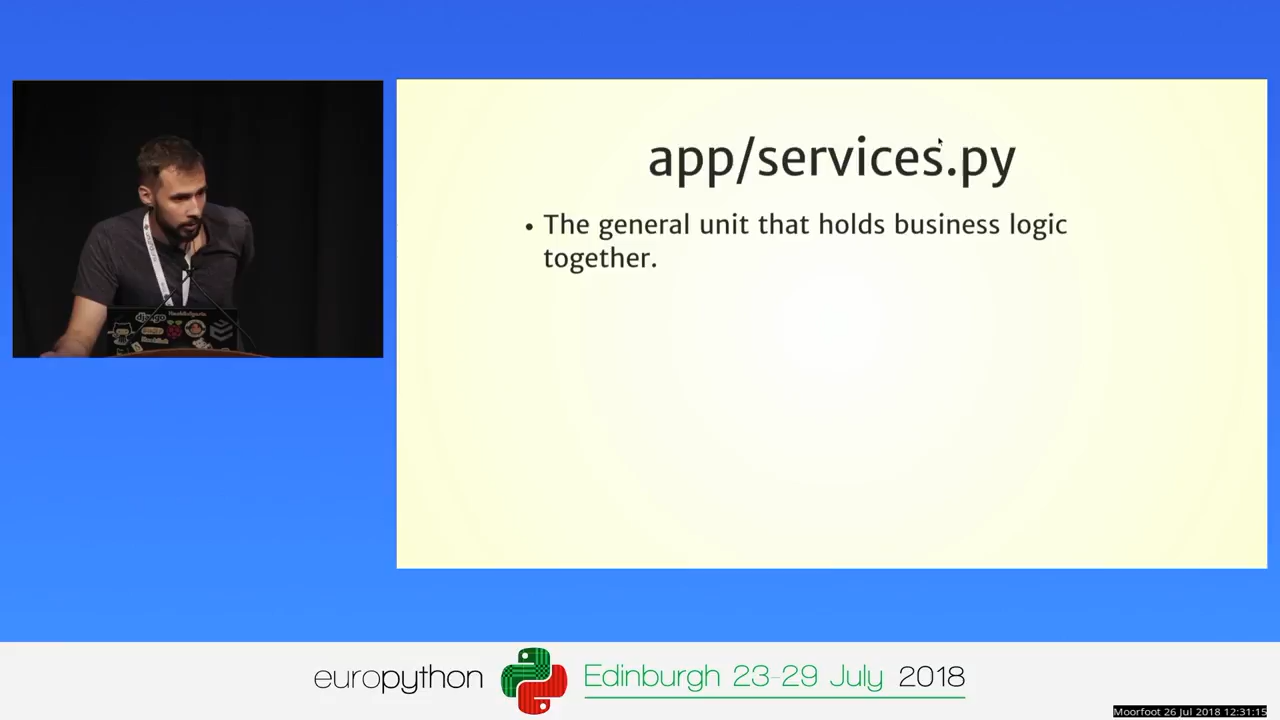 app/services.py
• The general unit that holds business logic
together.
django
europython
Edinburgh 23-29 July 2018
Moorfoot 26 Jul 2018 12:31:15